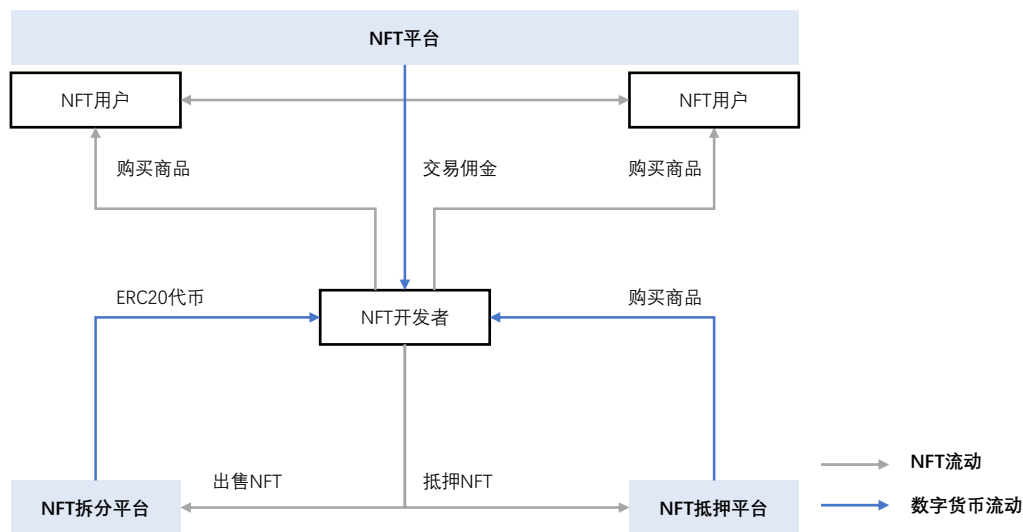 NFT平台
NFT用户
NFT用户
购买商品
交易佣金
购买商品
ERC20代币
购买商品
NFT开发者
出售NFT
抵押NFT
NFT流动
NFT拆分平台
NFT抵押平台
数字货币流动